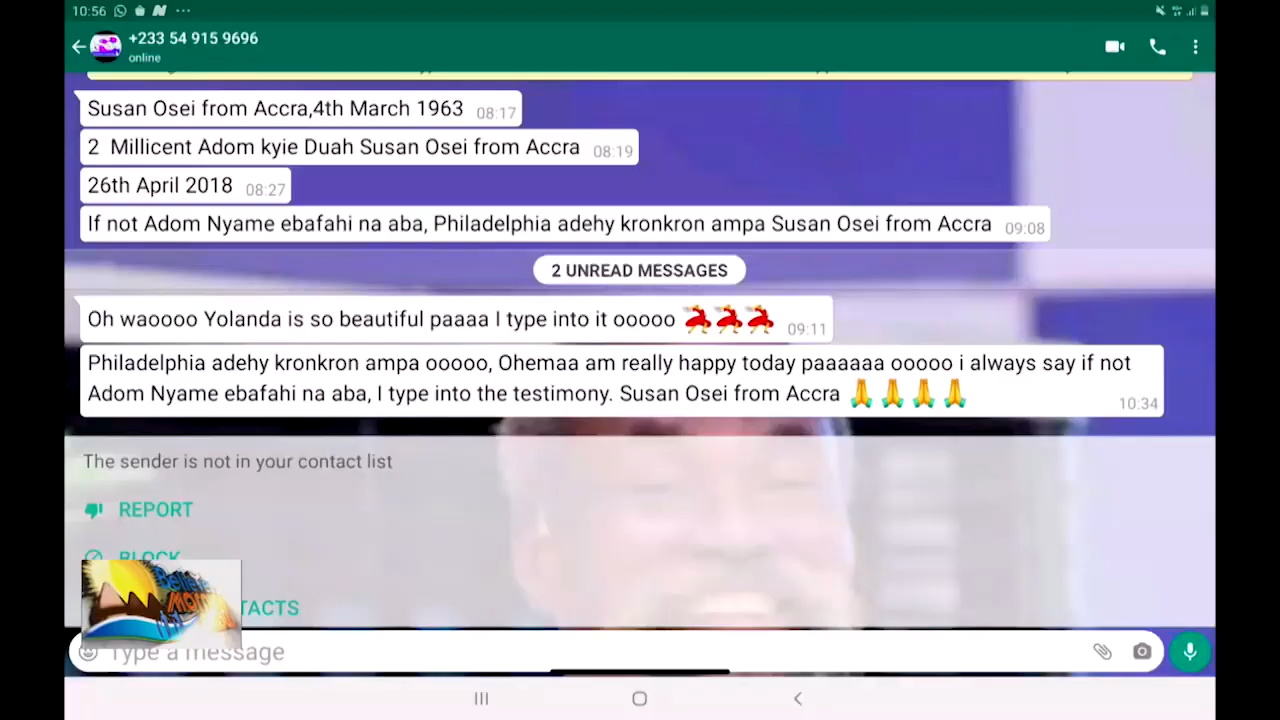 10:56
+233 54 915 9696
online
Susan Osei from Accra,4th March 1963 08:17
2 Millicent Adom kyie Duah Susan Osei from Accra 08:19
26th April 2018 08:27
If not Adom Nyame ebafahi na aba, Philadelphia adehy kronkron ampa Susan Osei from Accra 09:08
2 UNREAD MESSAGES
Oh waoooo Yolanda is so beautiful paaaa I type into it ooooo 💃💃💃 09:11
Philadelphia adehy kronkron ampa ooooo, Ohemaa am really happy today paaaaaa ooooo i always say if not
Adom Nyame ebafahi na aba, I type into the testimony. Susan Osei from Accra 🙏🙏🙏🙏 10:34
The sender is not in your contact list
REPORT
BLOCK
Type a message